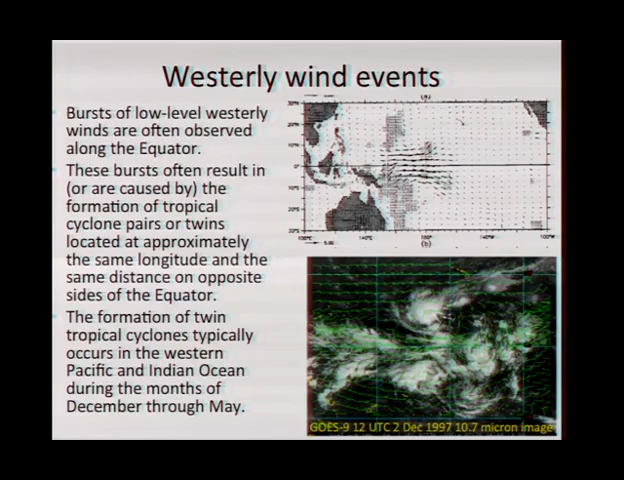 Westerly wind events
Bursts of low-level westerly
winds are often observed
along the Equator.
These bursts often result in
(or are caused by) the
formation of tropical
cyclone pairs or twins
located at approximately
the same longitude and the
same distance on opposite
sides of the Equator.
The formation of twin
tropical cyclones typically
occurs in the western
Pacific and Indian Ocean
during the months of
December through May.
(b)
GOES-9 12 UTC 2 Dec 1997 10.7 micron image